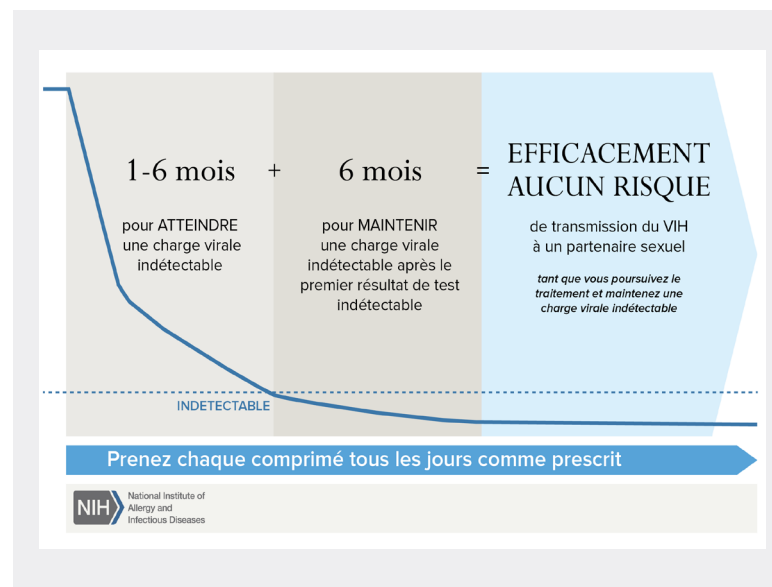 1-6 mois
pour ATTEINDRE
une charge virale
indétectable
+
6 mois
pour MAINTENIR
une charge virale
indétectable après le
premier résultat de test
indétectable
=
EFFICACEMENT
AUCUN RISQUE
de transmission du VIH
à un partenaire sexuel
tant que vous poursuivez le
traitement et maintenez une
charge virale indétectable
INDETECTABLE
Prenez chaque comprimé tous les jours comme prescrit
NIH
National Institute of
Allergy and
Infectious Diseases